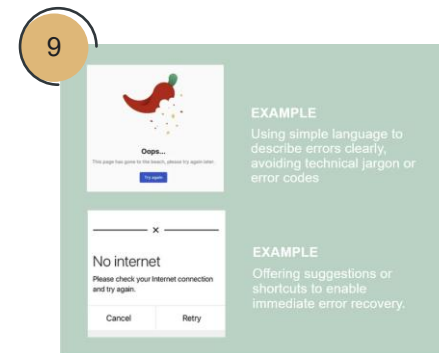 9
Oops...
This page has gone to the beach, please try again later.
Try again
EXAMPLE
Using simple language to
describe errors clearly,
avoiding technical jargon or
error codes
No internet
Please check your Internet connection
and try again.
Cancel
Retry
EXAMPLE
Offering suggestions or
shortcuts to enable
immediate error recovery.